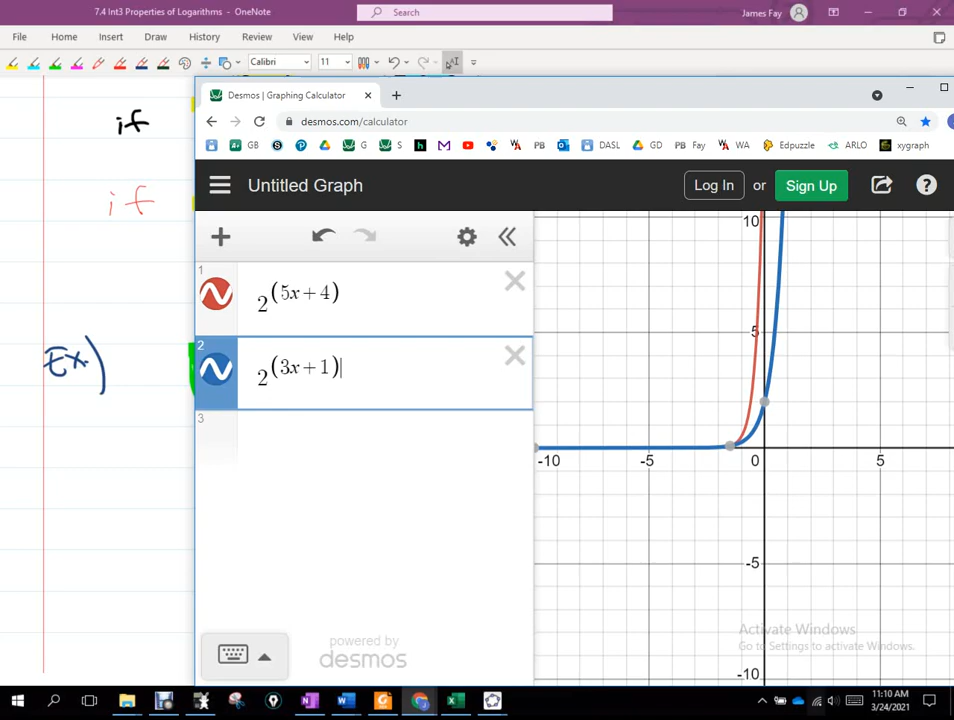 7.4 Int3 Properties of Logarithms - OneNote
Search
James Fay
File Home Insert Draw History Review View Help
Calibri 11
if
Desmos | Graphing Calculator
desmos.com/calculator
GB G S PB DASL GD PB Fay WA Edpuzzle ARLO xygraph
if
Untitled Graph
Log In or Sign Up
1
2^(5x+4)
2
2^(3x+1)
3
Ex)
10
5
-10 -5 0 5
-5
-10
powered by
desmos
Activate Windows
Go to Settings to activate Windows.
11:10 AM
3/24/2021